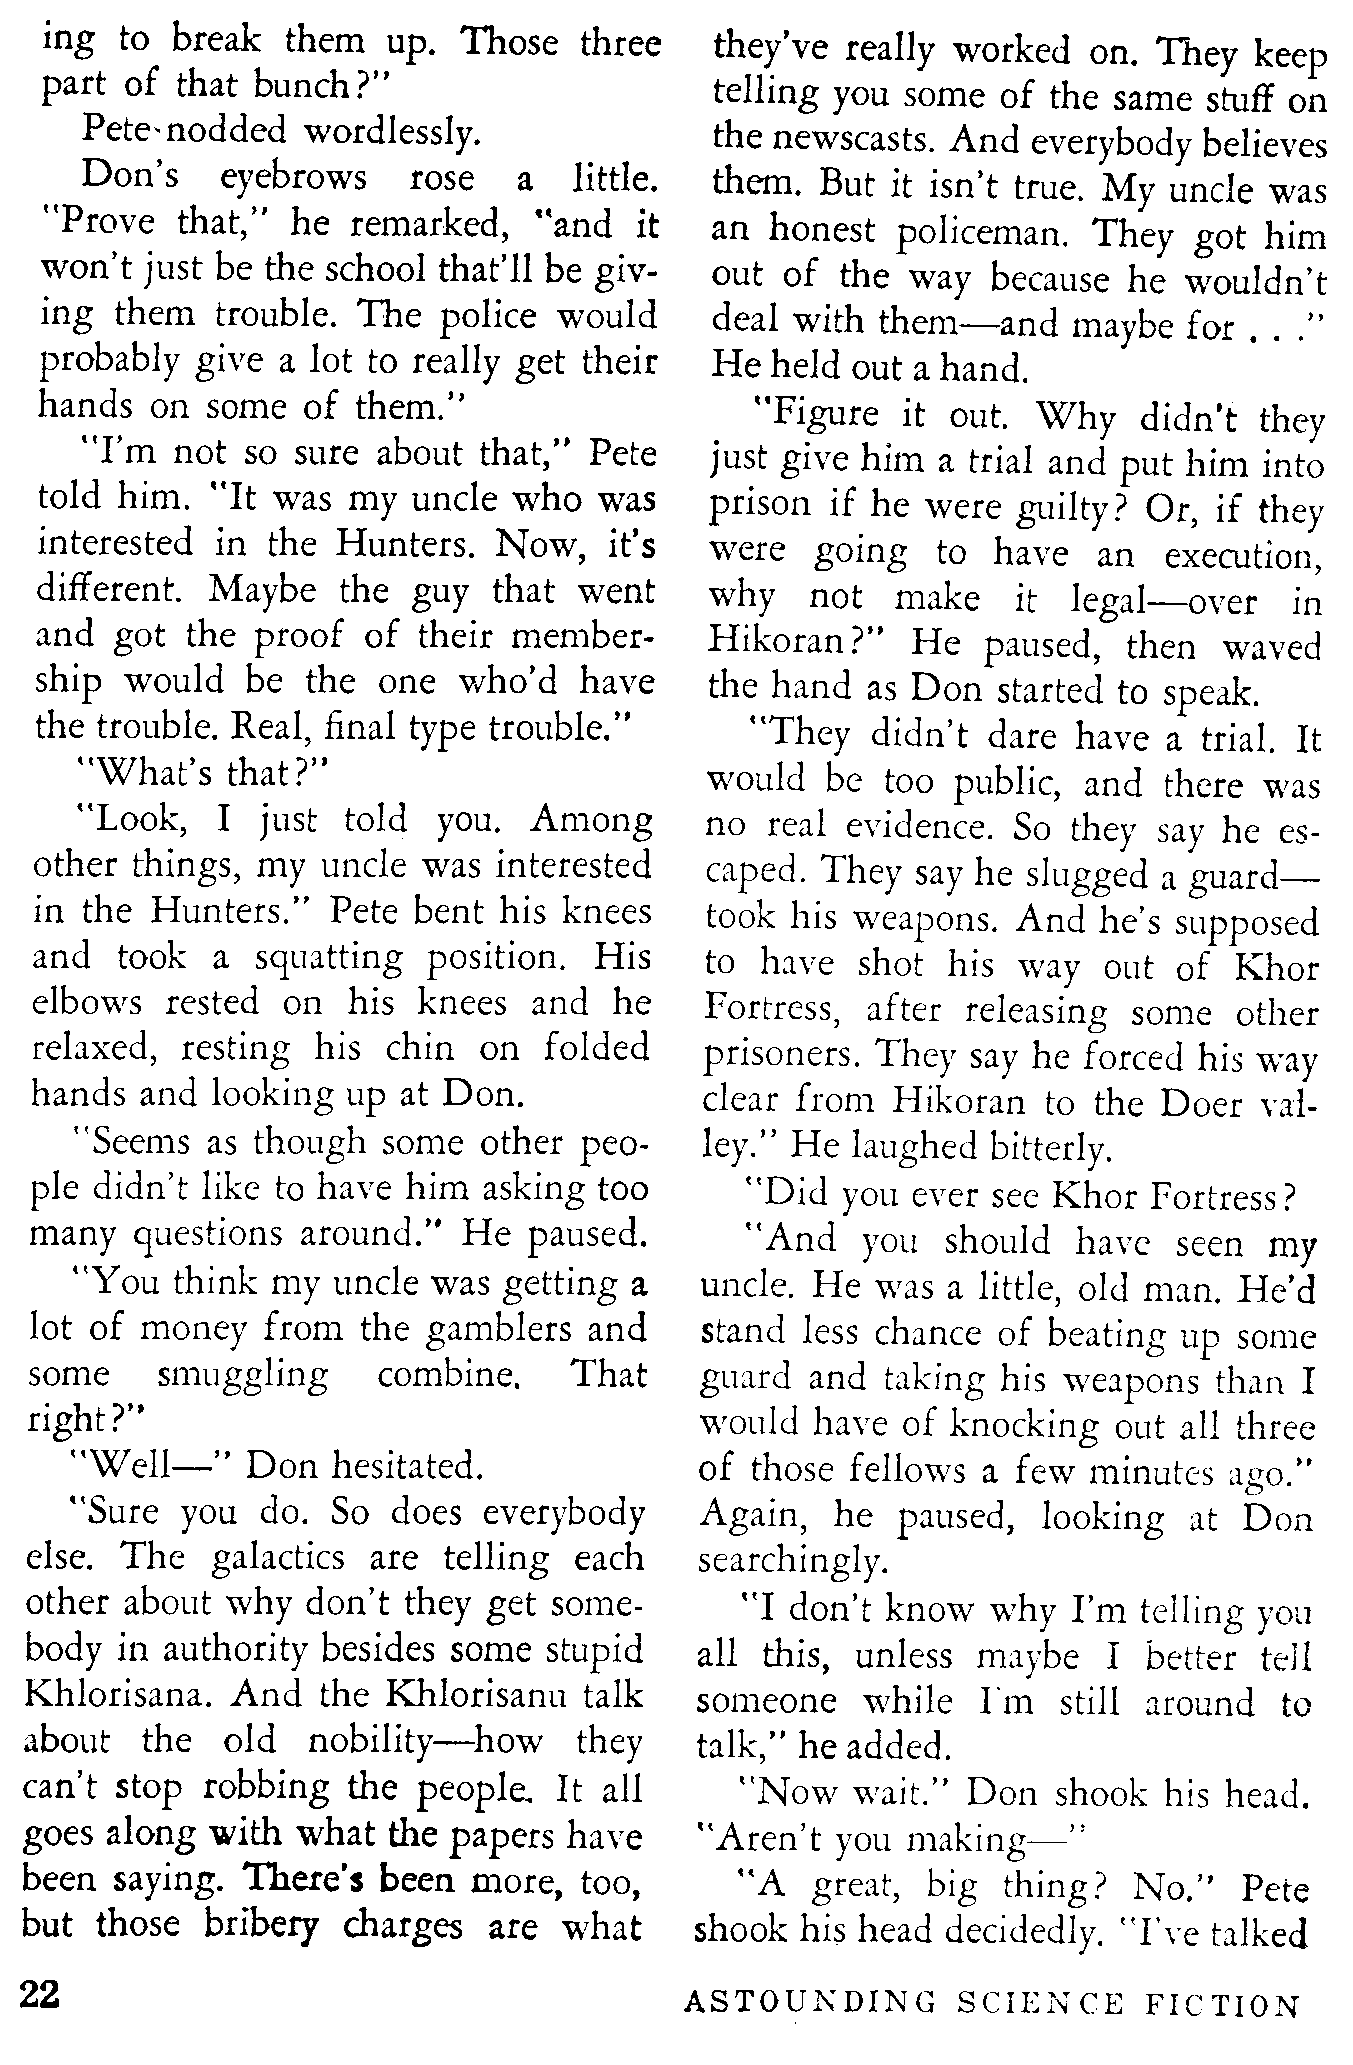 ing to break them up. Those three
part of that bunch?"
Pete nodded wordlessly.
Don's eyebrows rose a little.
"Prove that," he remarked, "and it
won't just be the school that'll be giv-
ing them trouble. The police would
probably give a lot to really get their
hands on some of them."
"I'm not so sure about that," Pete
told him. "It was my uncle who was
interested in the Hunters. Now, it's
different. Maybe the guy that went
and got the proof of their member-
ship would be the one who'd have
the trouble. Real, final type trouble."
"What's that?"
"Look, I just told you. Among
other things, my uncle was interested
in the Hunters." Pete bent his knees
and took a squatting position. His
elbows rested on his knees and he
relaxed, resting his chin on folded
hands and looking up at Don.
"Seems as though some other peo-
ple didn't like to have him asking too
many questions around." He paused.
"You think my uncle was getting a
lot of money from the gamblers and
some smuggling combine. That
right?"
"Well—" Don hesitated.
"Sure you do. So does everybody
else. The galactics are telling each
other about why don't they get some-
body in authority besides some stupid
Khlorisana. And the Khlorisanu talk
about the old nobility—how they
can't stop robbing the people. It all
goes along with what the papers have
been saying. There's been more, too,
but those bribery charges are what
they've really worked on. They keep
telling you some of the same stuff on
the newscasts. And everybody believes
them. But it isn't true. My uncle was
an honest policeman. They got him
out of the way because he wouldn't
deal with them—and maybe for . . ."
He held out a hand.
"Figure it out. Why didn't they
just give him a trial and put him into
prison if he were guilty? Or, if they
were going to have an execution,
why not make it legal—over in
Hikoran?" He paused, then waved
the hand as Don started to speak.
"They didn't dare have a trial. It
would be too public, and there was
no real evidence. So they say he es-
caped. They say he slugged a guard—
took his weapons. And he's supposed
to have shot his way out of Khor
Fortress, after releasing some other
prisoners. They say he forced his way
clear from Hikoran to the Doer val-
ley." He laughed bitterly.
"Did you ever see Khor Fortress?
"And you should have seen my
uncle. He was a little, old man. He'd
stand less chance of beating up some
guard and taking his weapons than I
would have of knocking out all three
of those fellows a few minutes ago."
Again, he paused, looking at Don
searchingly.
"I don't know why I'm telling you
all this, unless maybe I better tell
someone while I'm still around to
talk," he added.
"Now wait." Don shook his head.
"Aren't you making—"
"A great, big thing? No." Pete
shook his head decidedly. "I've talked
22
ASTOUNDING SCIENCE FICTION